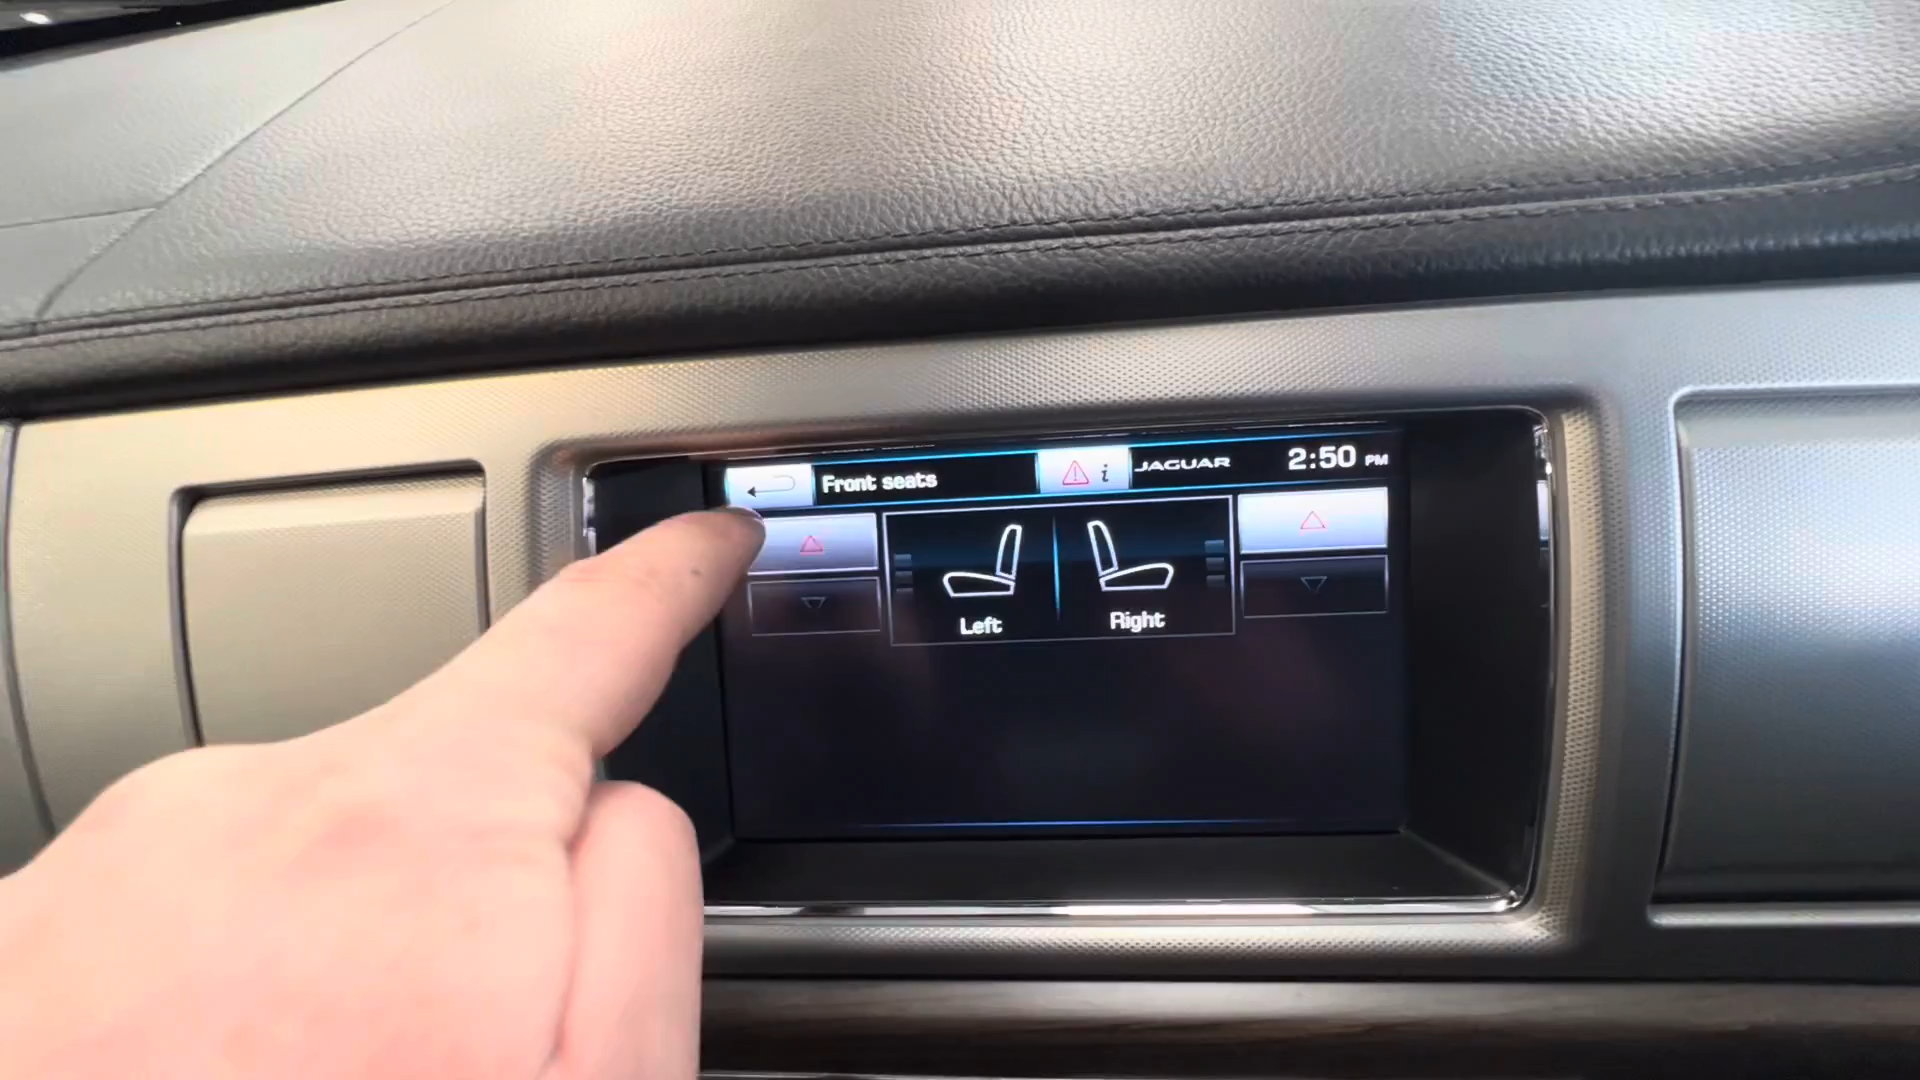 Front seats
i
JAGUAR
2:50 PM
Left
Right